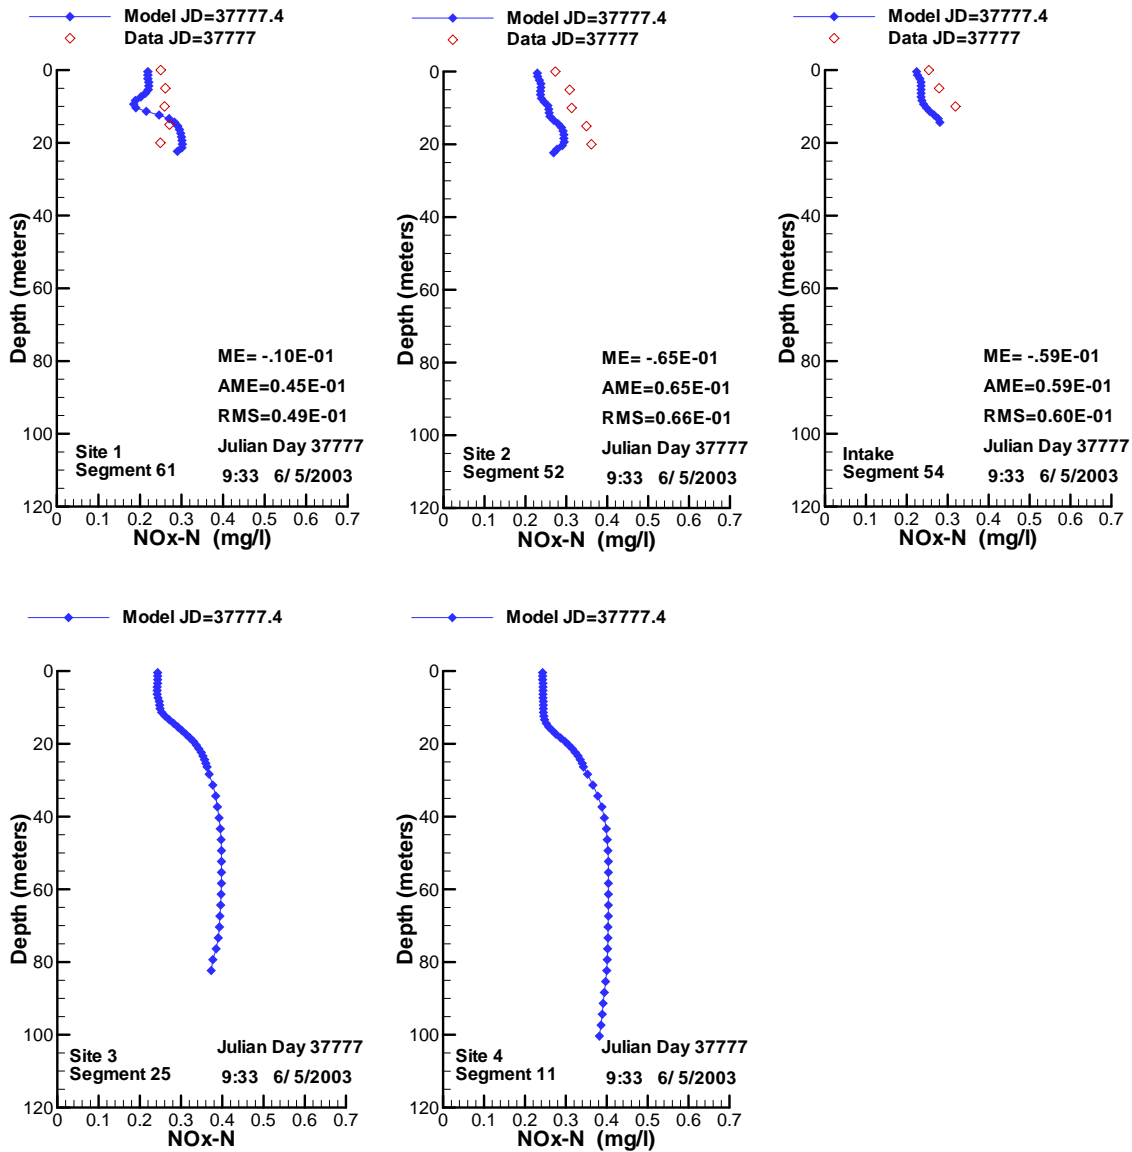 Model JD=37777.4
Data JD=37777
0
20
40
60
80
100
120
Depth (meters)
ME= -.10E-01
AME=0.45E-01
RMS=0.49E-01
Julian Day 37777
9:33 6/ 5/2003
Site 1
Segment 61
0 0.1 0.2 0.3 0.4 0.5 0.6 0.7
NOx-N (mg/l)
Model JD=37777.4
Data JD=37777
0
20
40
60
80
100
120
Depth (meters)
ME= -.65E-01
AME=0.65E-01
RMS=0.66E-01
Julian Day 37777
9:33 6/ 5/2003
Site 2
Segment 52
0 0.1 0.2 0.3 0.4 0.5 0.6 0.7
NOx-N (mg/l)
Model JD=37777.4
Data JD=37777
0
20
40
60
80
100
120
Depth (meters)
ME= -.59E-01
AME=0.59E-01
RMS=0.60E-01
Julian Day 37777
9:33 6/ 5/2003
Intake
Segment 54
0 0.1 0.2 0.3 0.4 0.5 0.6 0.7
NOx-N (mg/l)
Model JD=37777.4
0
20
40
60
80
100
120
Depth (meters)
Julian Day 37777
9:33 6/ 5/2003
Site 3
Segment 25
0 0.1 0.2 0.3 0.4 0.5 0.6 0.7
NOx-N
Model JD=37777.4
0
20
40
60
80
100
120
Depth (meters)
Julian Day 37777
9:33 6/ 5/2003
Site 4
Segment 11
0 0.1 0.2 0.3 0.4 0.5 0.6 0.7
NOx-N (mg/l)